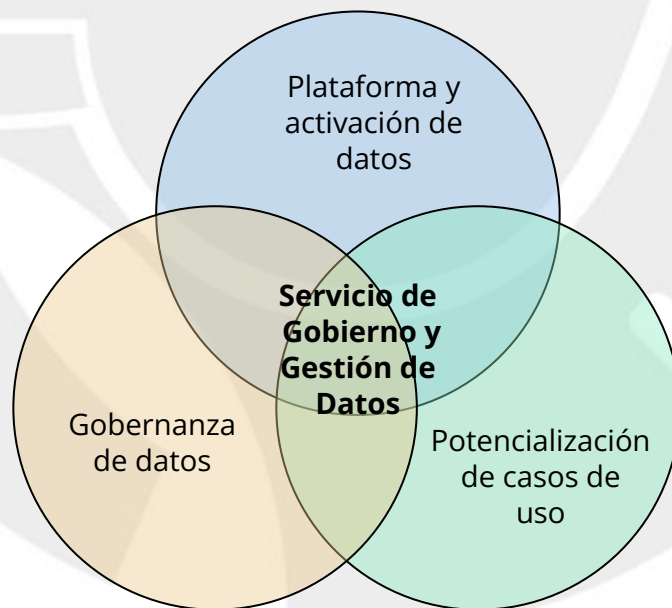 Plataforma y
activación de
datos
Servicio de
Gobierno y
Gestión de
Datos
Gobernanza
de datos
Potencialización
de casos de
uso